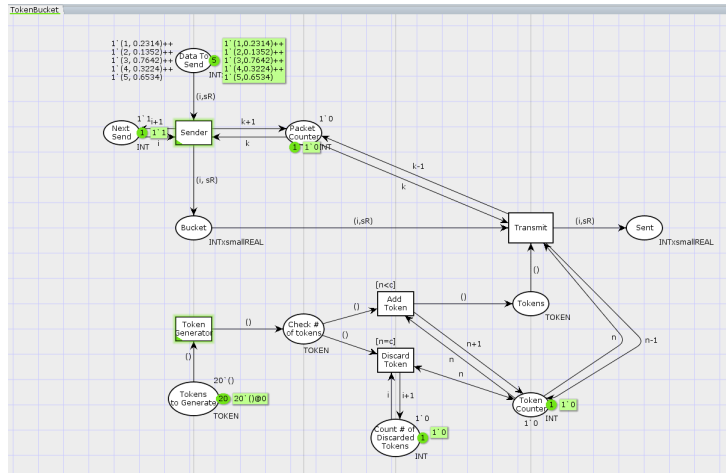 TokenBucket
1`(1, 0.2314)++
1`(2, 0.1352)++
1`(3, 0.7642)++
1`(4, 0.3224)++
1`(5, 0.6534)
Data To
Send
5
1`(1,0.2314)++
1`(2,0.1352)++
1`(3,0.7642)++
1`(4,0.3224)++
1`(5,0.6534)
(i,sR)
Next
Send
1`1
1
1`1
INT
i+1
i
Sender
k+1
k
1`0
Packet
Counter
1
1`0
INT
k-1
k
(i, sR)
Bucket
INTxsmallREAL
(i,sR)
Transmit
(i,sR)
Sent
INTxsmallREAL
()
[n<c]
Add
Token
()
Tokens
TOKEN
Token
Generator
()
Check #
of tokens
TOKEN
()
()
[n=c]
Discard
Token
n+1
n
n
n
n-1
()
20`()
Tokens
to Generate
20
20`()@0
TOKEN
i
i+1
1`0
Count # of
Discarded
Tokens
1
1`0
INT
Token
Counter
1
1`0
INT
1`0